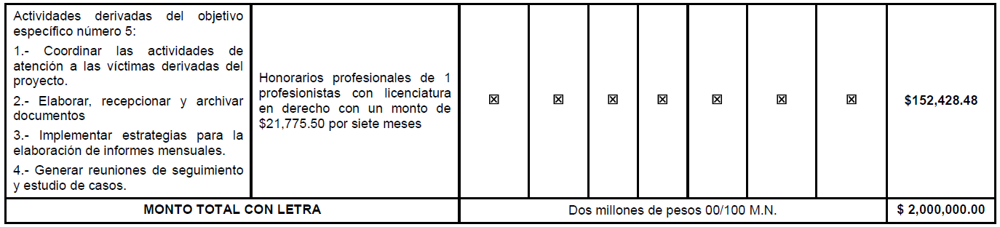 Actividades derivadas del objetivo
específico número 5:
1.- Coordinar las actividades de
atención a las víctimas derivadas del
proyecto.
2.- Elaborar, recepcionar y archivar
documentos
3.- Implementar estrategias para la
elaboración de informes mensuales.
4.- Generar reuniones de seguimiento
y estudio de casos.
Honorarios profesionales de 1
profesionistas con licenciatura
en derecho con un monto de
$21,775.50 por siete meses
☒ ☒ ☒ ☒ ☒ ☒ ☒
$152,428.48
MONTO TOTAL CON LETRA
Dos millones de pesos 00/100 M.N.
$ 2,000,000.00